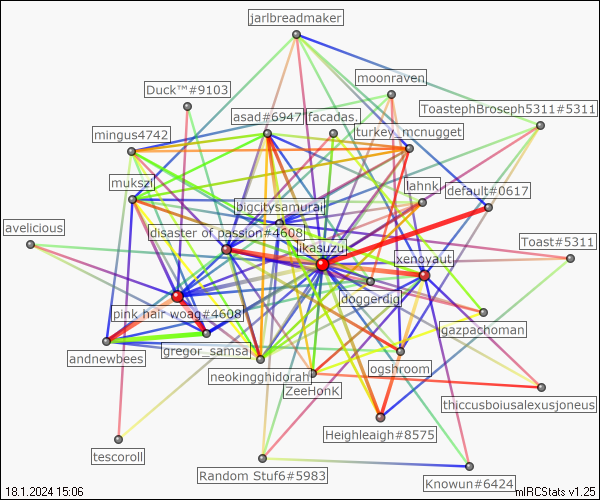 jarlbreadmaker
moonraven
Duck™#9103
ToastephBroseph5311#5311
asad#6947
facadas.
mingus4742
turkey_mcnugget
mukszi
lahnk
default#0617
bigcitysamurai
avelicious
disaster of passion#4608
likasuzu
Toast#5311
xenoyaut
doggerdig
pink hair woag#4608
gazpachoman
andnewbees
gregor_samsa
ogshroom
neokingghidorah
ZeeHonk
thiccusboiusalexusjoneus
Heighleaigh#8575
tescoroll
Random Stuf6#5983
Knowun#6424
18.1.2024 15:06
mIRCStats v1.25